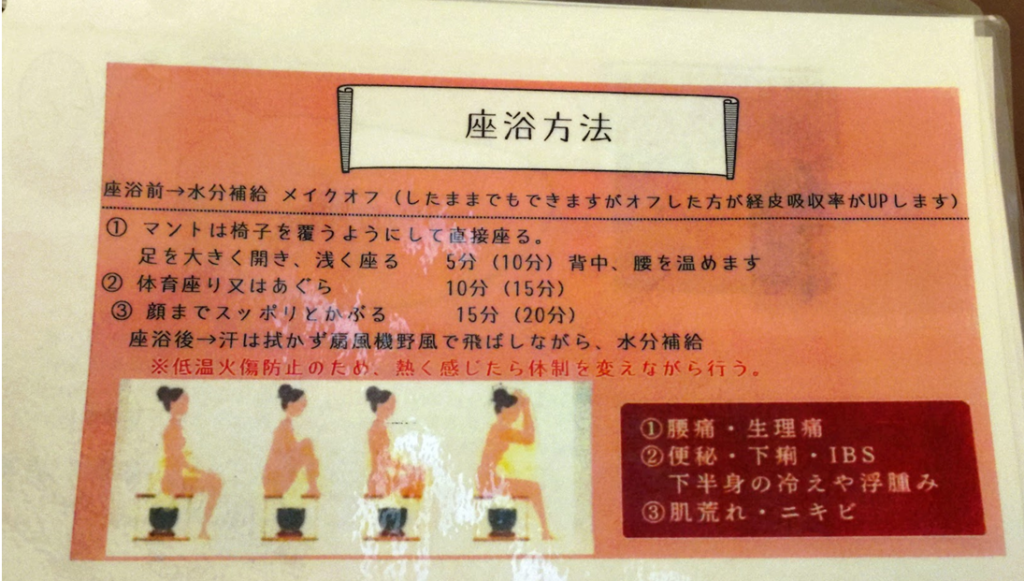 座浴方法
座浴前→水分補給 メイクオフ（したままでもできますがオフした方が経皮吸収率がUPします）
① マントは椅子を覆うようにして直接座る。
足を大きく開き、浅く座る 5分（10分）背中、腰を温めます
② 体育座り又はあぐら 10分（15分）
③ 顔までスッポリとかぶる 15分（20分）
座浴後→汗は拭かず扇風機野風で飛ばしながら、水分補給
※低温火傷防止のため、熱く感じたら体制を変えながら行う。
①腰痛・生理痛
②便秘・下痢・IBS
下半身の冷えや浮腫み
③肌荒れ・ニキビ